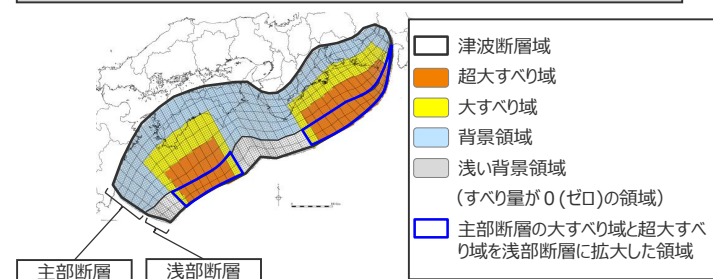 津波断層域
超大すべり域
大すべり域
背景領域
浅い背景領域
(すべり量が０(ゼロ)の領域)
主部断層の大すべり域と超大すべ
り域を浅部断層に拡大した領域
主部断層
浅部断層